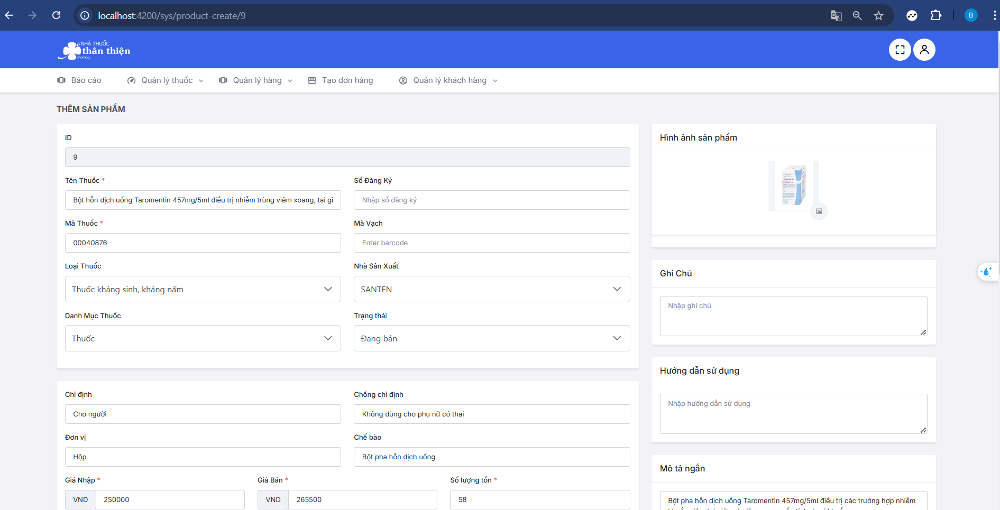 localhost:4200/sys/product-create/9
B
NHÀ THUỐC
thân thiện
pharmacy
Báo cáo
Quản lý thuốc
Quản lý hàng
Tạo đơn hàng
Quản lý khách hàng
THÊM SẢN PHẨM
ID
9
Tên Thuốc *
Số Đăng Ký
Bột hỗn dịch uống Taromentin 457mg/5ml điều trị nhiễm trùng viêm xoang, tai gi
Nhập số đăng ký
Mã Thuốc *
Mã Vạch
00040876
Enter barcode
Loại Thuốc
Nhà Sản Xuất
Thuốc kháng sinh, kháng nấm
SANTEN
Danh Mục Thuốc
Trạng thái
Thuốc
Đang bán
Chỉ định
Chống chỉ định
Cho người
Không dùng cho phụ nữ có thai
Đơn vị
Chế bào
Hộp
Bột pha hỗn dịch uống
Giá Nhập *
Giá Bán *
Số lượng tồn *
VND 250000
VND 265500
58
Hình ảnh sản phẩm
Ghi Chú
Nhập ghi chú
Hướng dẫn sử dụng
Nhập hướng dẫn sử dụng
Mô tả ngắn
Bột pha hỗn dịch uống Taromentin 457mg/5ml điều trị các trường hợp nhiễm